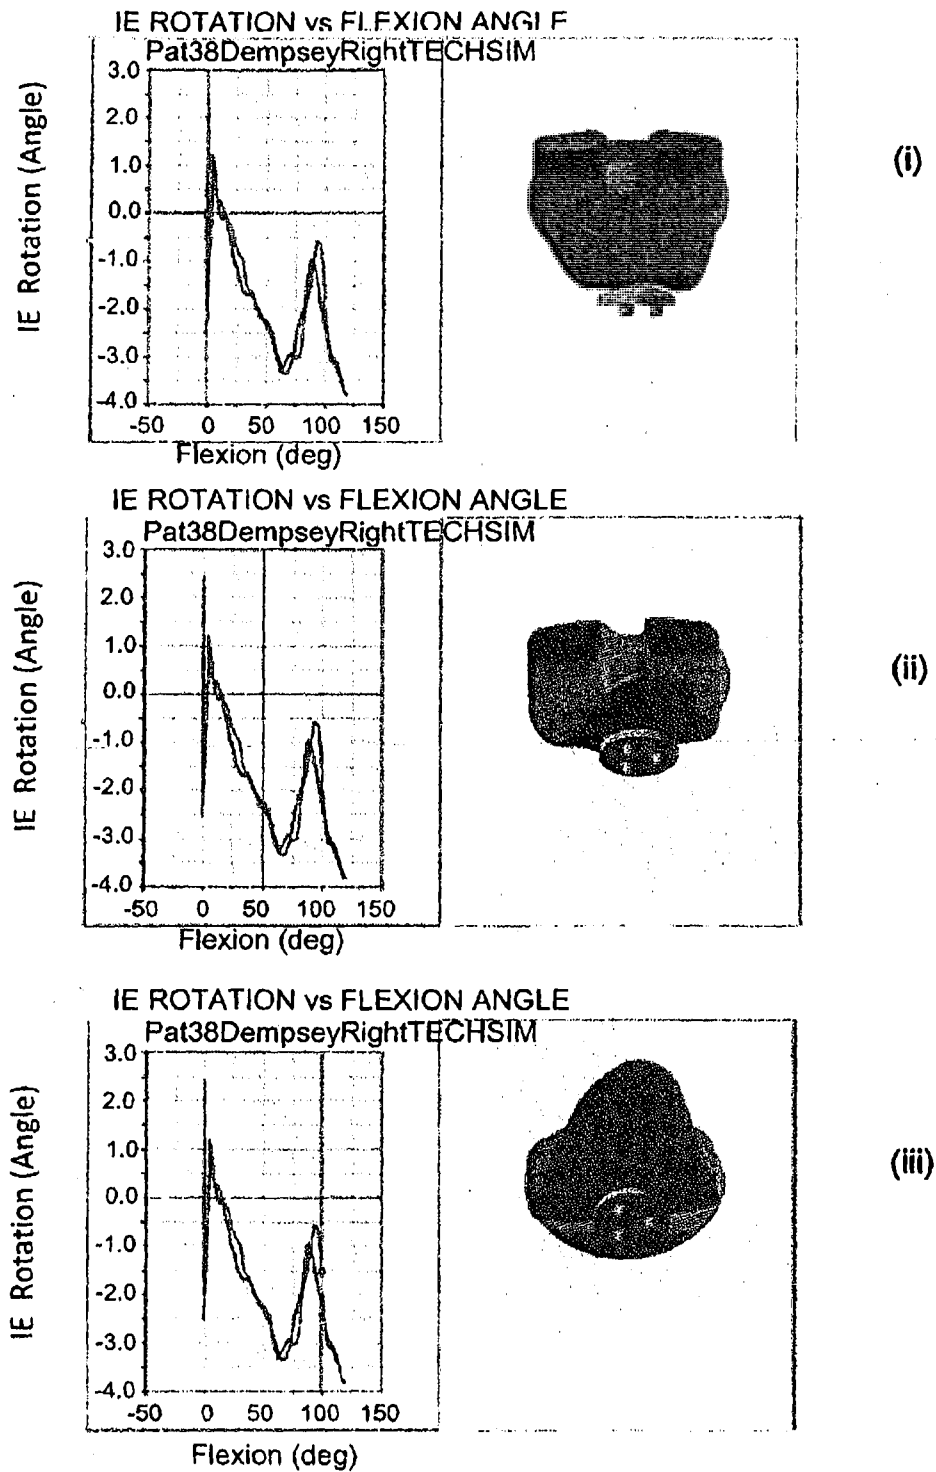 IE ROTATION vs FLEXION ANGLE
Pat38DempseyRightTECHSIM
IE Rotation (Angle)
3.0
2.0
1.0
0.0
-1.0
-2.0
-3.0
-4.0
-50 0 50 100 150
Flexion (deg)
(i)
IE ROTATION vs FLEXION ANGLE
Pat38DempseyRightTECHSIM
IE Rotation (Angle)
3.0
2.0
1.0
0.0
-1.0
-2.0
-3.0
-4.0
-50 0 50 100 150
Flexion (deg)
(ii)
IE ROTATION vs FLEXION ANGLE
Pat38DempseyRightTECHSIM
IE Rotation (Angle)
3.0
2.0
1.0
0.0
-1.0
-2.0
-3.0
-4.0
-50 0 50 100 150
Flexion (deg)
(iii)